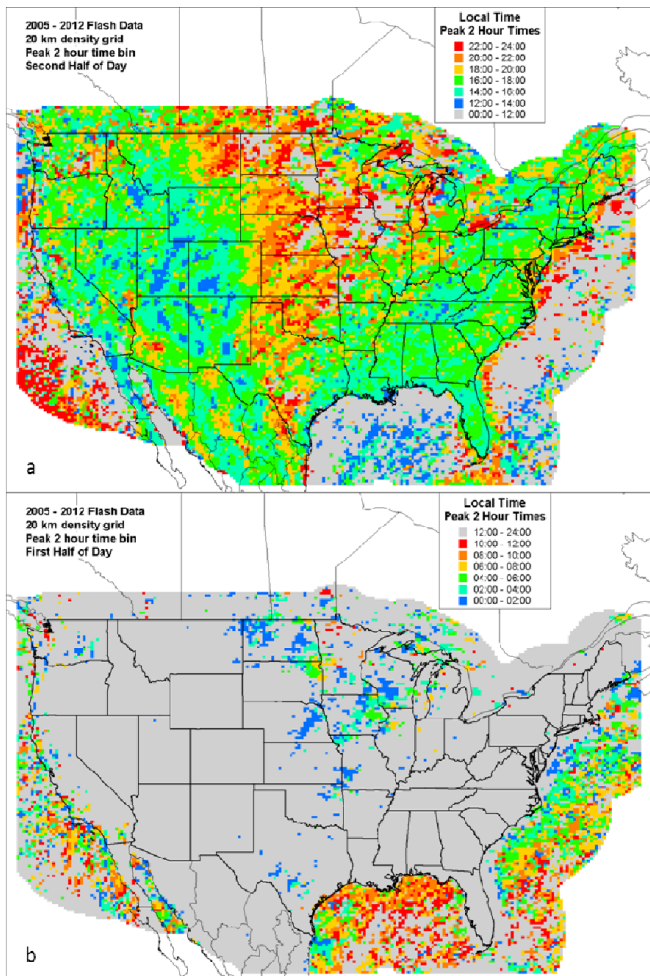 2005 - 2012 Flash Data
20 km density grid
Peak 2 hour time bin
Second Half of Day
Local Time
Peak 2 Hour Times
22:00 - 24:00
20:00 - 22:00
18:00 - 20:00
16:00 - 18:00
14:00 - 16:00
12:00 - 14:00
00:00 - 12:00
a
2005 - 2012 Flash Data
20 km density grid
Peak 2 hour time bin
First Half of Day
Local Time
Peak 2 Hour Times
12:00 - 24:00
10:00 - 12:00
08:00 - 10:00
06:00 - 08:00
04:00 - 06:00
02:00 - 04:00
00:00 - 02:00
b